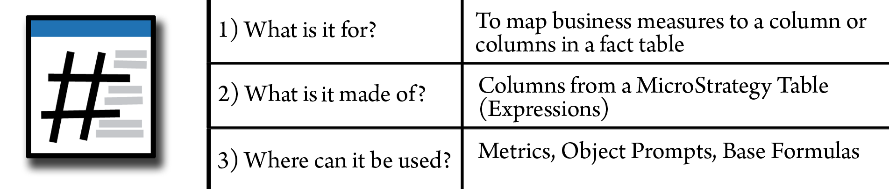 1) What is it for?
To map business measures to a column or
columns in a fact table
2) What is it made of?
Columns from a MicroStrategy Table
(Expressions)
3) Where can it be used?
Metrics, Object Prompts, Base Formulas